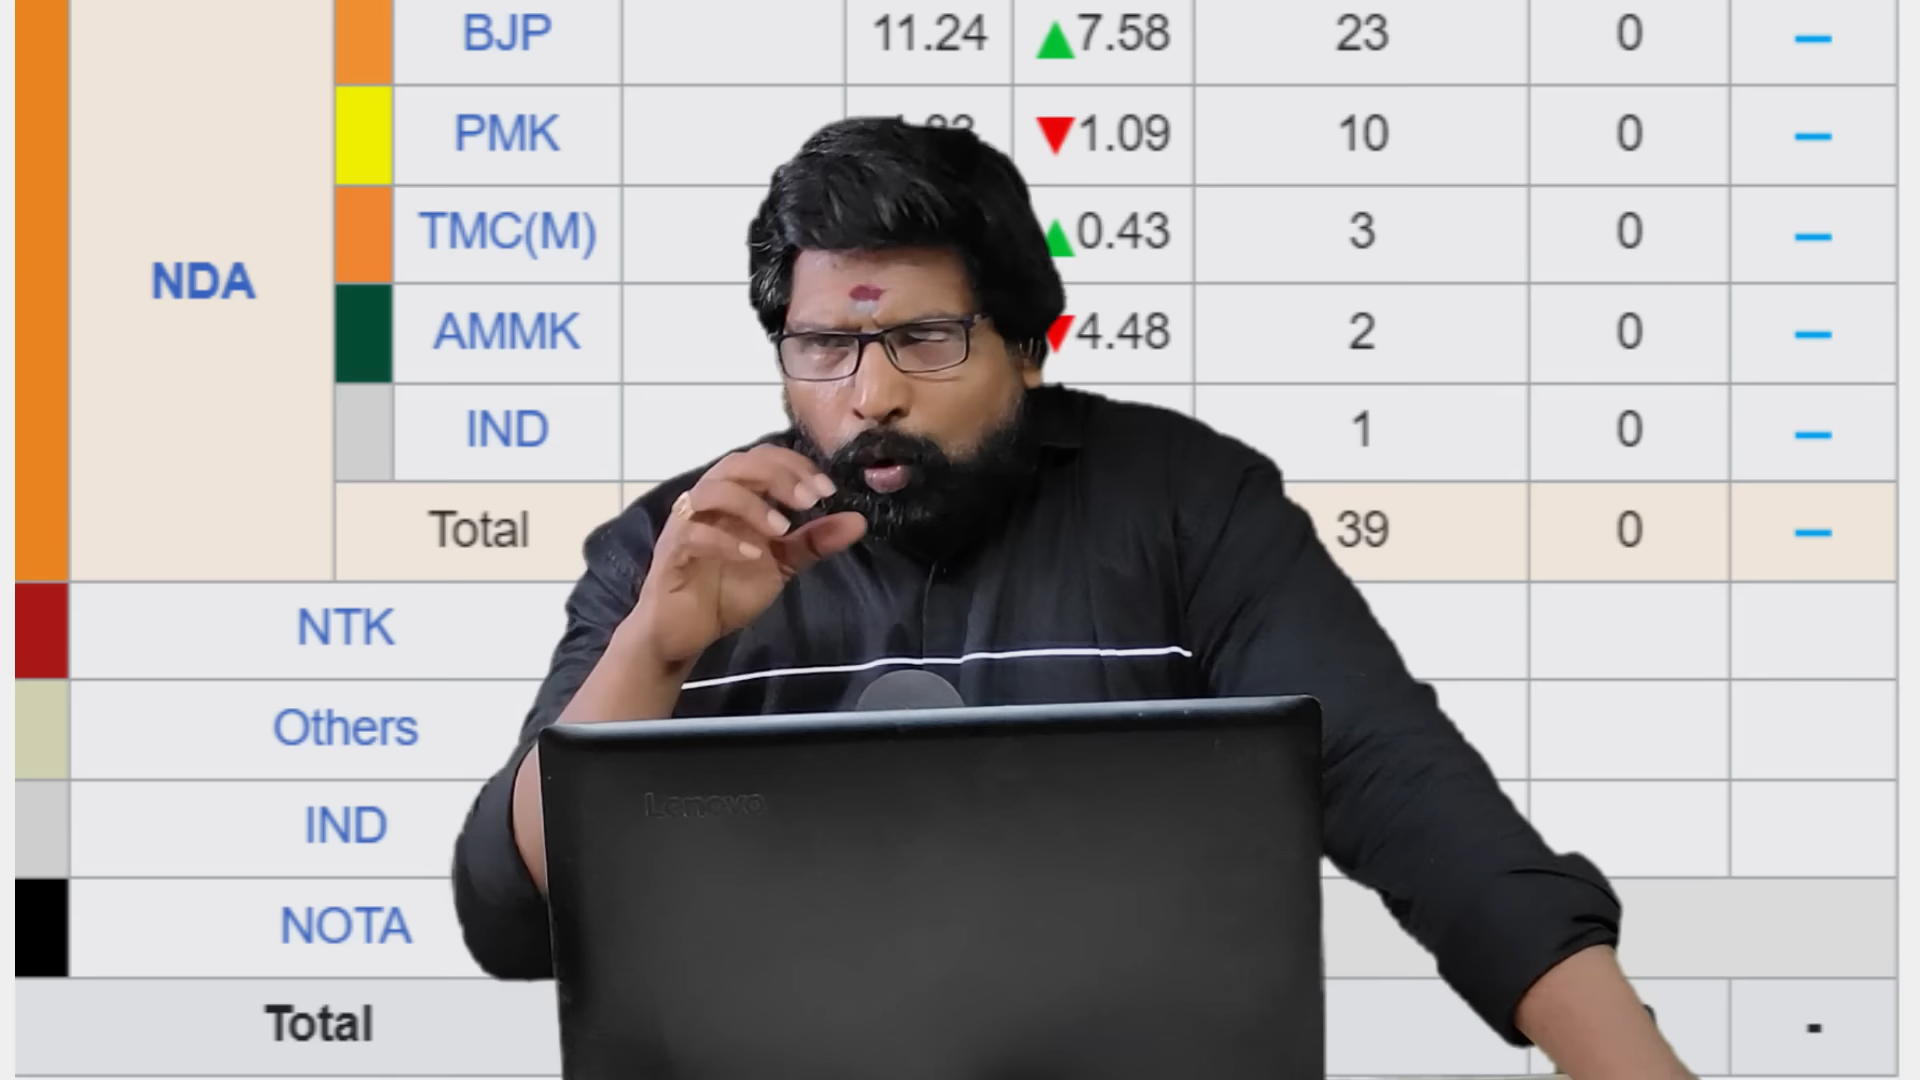 BJP 11.24 ▲7.58 23 0 –
PMK ▼1.09 10 0 –
TMC(M) ▲0.43 3 0 –
NDA
AMMK ▼4.48 2 0 –
IND 1 0 –
Total 39 0 –
NTK
Others
Lenovo
IND
NOTA
Total -